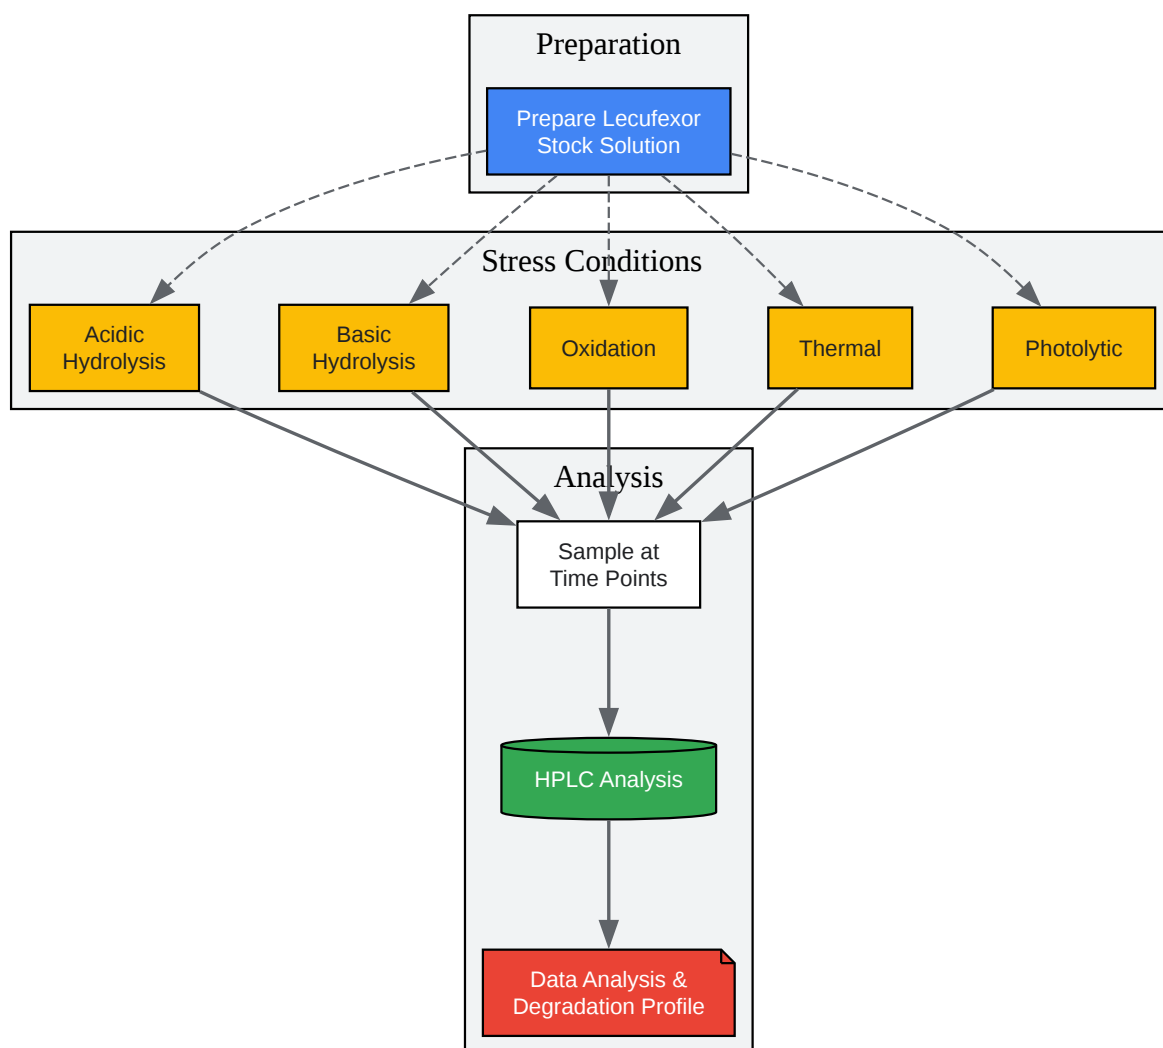 Preparation
Prepare Lecufexor
Stock Solution
Stress Conditions
Acidic
Hydrolysis
Basic
Hydrolysis
Oxidation
Thermal
Photolytic
Analysis
Sample at
Time Points
HPLC Analysis
Data Analysis &
Degradation Profile